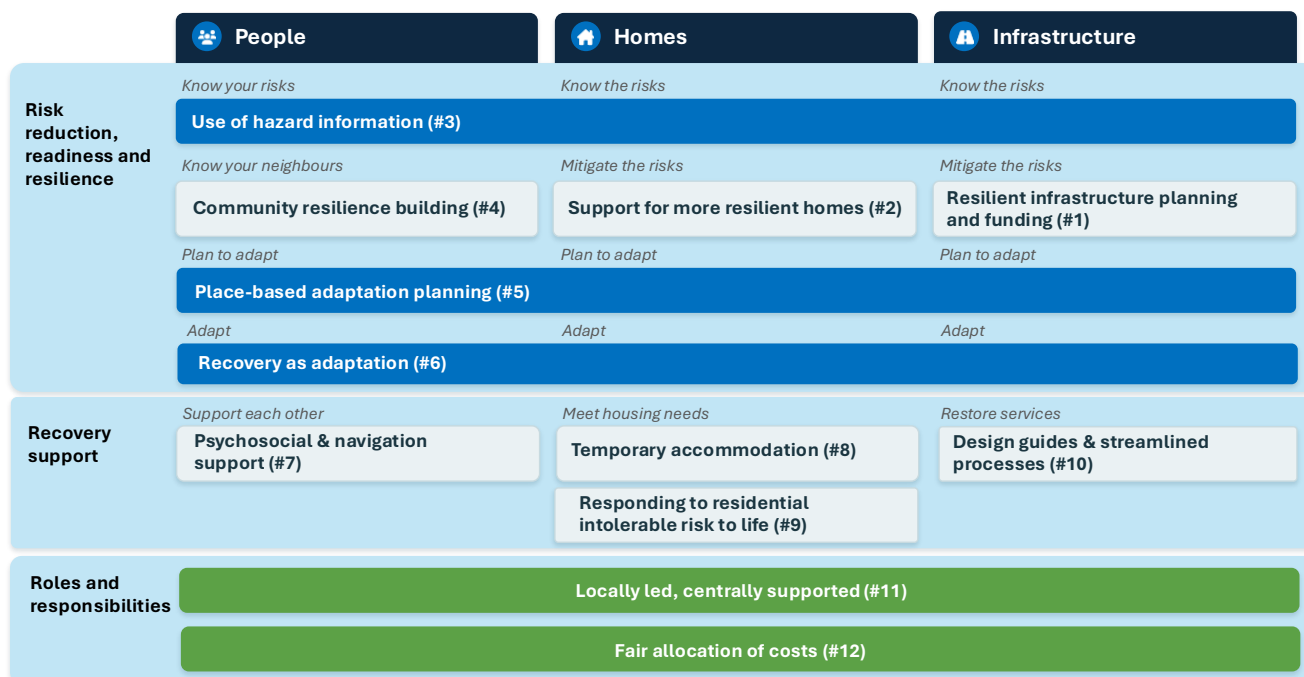 People
Homes
Infrastructure
Risk
reduction,
readiness and
resilience
Know your risks
Know the risks
Know the risks
Use of hazard information (#3)
Know your neighbours
Mitigate the risks
Mitigate the risks
Community resilience building (#4)
Support for more resilient homes (#2)
Resilient infrastructure planning
and funding (#1)
Plan to adapt
Plan to adapt
Plan to adapt
Place-based adaptation planning (#5)
Adapt
Adapt
Adapt
Recovery as adaptation (#6)
Recovery
support
Support each other
Meet housing needs
Restore services
Psychosocial & navigation
support (#7)
Temporary accommodation (#8)
Design guides & streamlined
processes (#10)
Responding to residential
intolerable risk to life (#9)
Roles and
responsibilities
Locally led, centrally supported (#11)
Fair allocation of costs (#12)